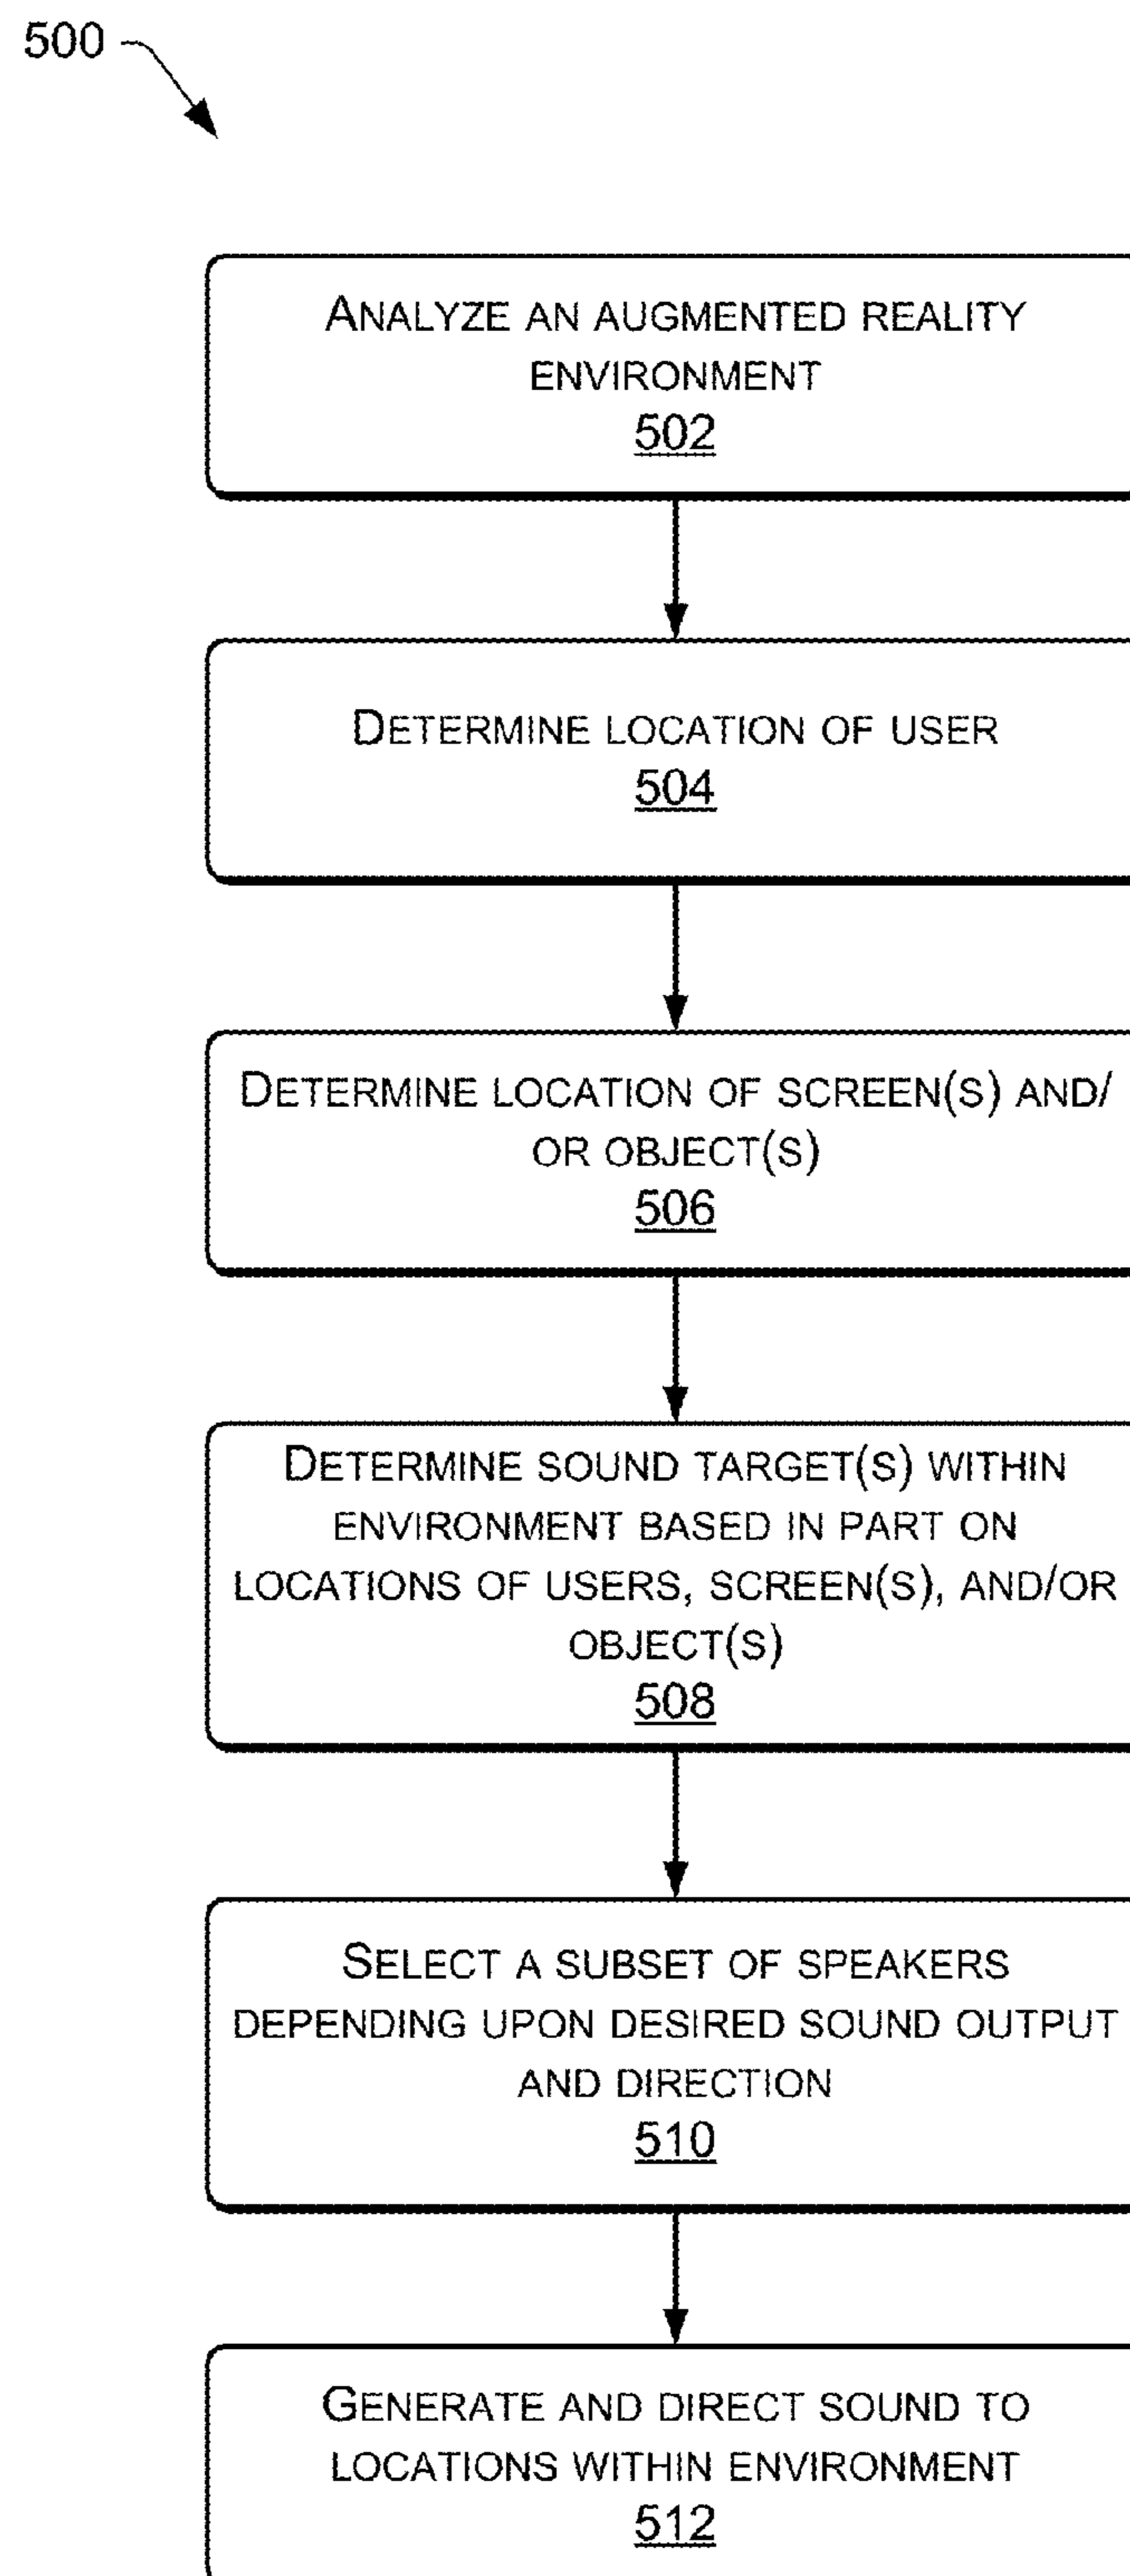 500
ANALYZE AN AUGMENTED REALITY
ENVIRONMENT
502
DETERMINE LOCATION OF USER
504
DETERMINE LOCATION OF SCREEN(S) AND/
OR OBJECT(S)
506
DETERMINE SOUND TARGET(S) WITHIN
ENVIRONMENT BASED IN PART ON
LOCATIONS OF USERS, SCREEN(S), AND/OR
OBJECT(S)
508
SELECT A SUBSET OF SPEAKERS
DEPENDING UPON DESIRED SOUND OUTPUT
AND DIRECTION
510
GENERATE AND DIRECT SOUND TO
LOCATIONS WITHIN ENVIRONMENT
512